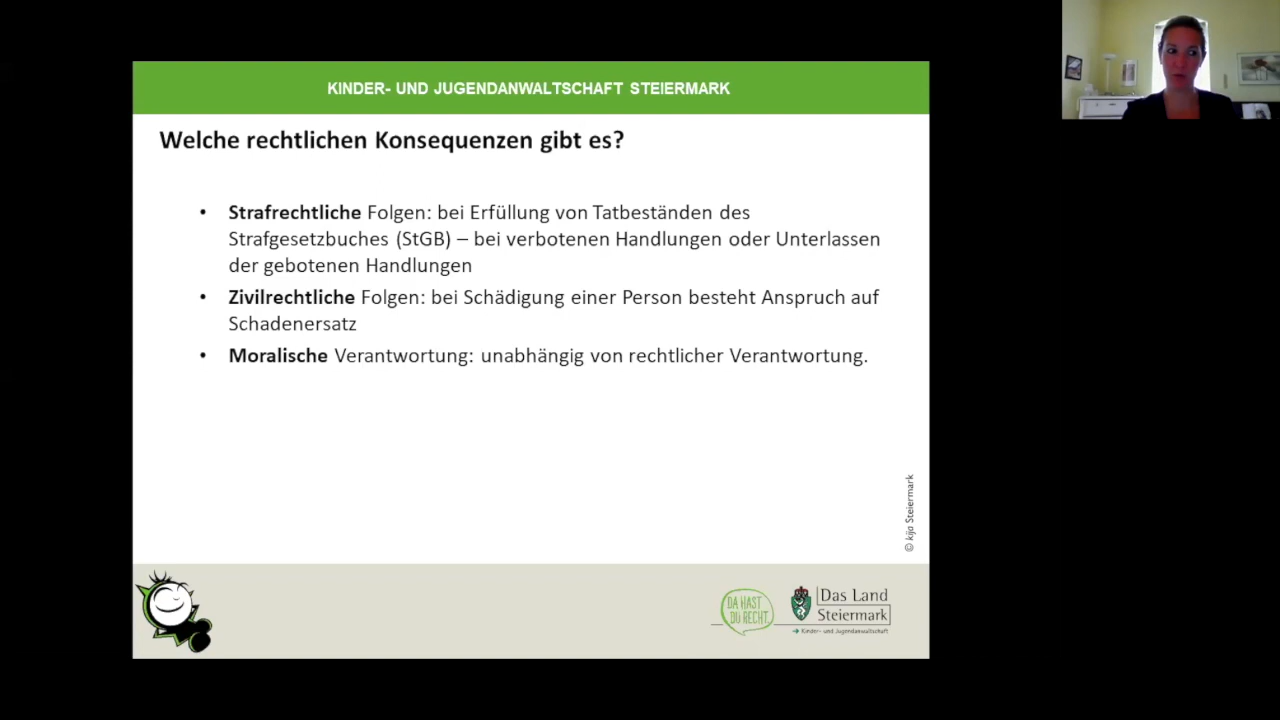 KINDER- UND JUGENDANWALTSCHAFT STEIERMARK
Welche rechtlichen Konsequenzen gibt es?
• Strafrechtliche Folgen: bei Erfüllung von Tatbeständen des
Strafgesetzbuches (StGB) – bei verbotenen Handlungen oder Unterlassen
der gebotenen Handlungen
• Zivilrechtliche Folgen: bei Schädigung einer Person besteht Anspruch auf
Schadenersatz
• Moralische Verantwortung: unabhängig von rechtlicher Verantwortung.
© kija Steiermark
DA HAST
DU RECHT
Das Land
Steiermark
→ Kinder- und Jugendanwaltschaft